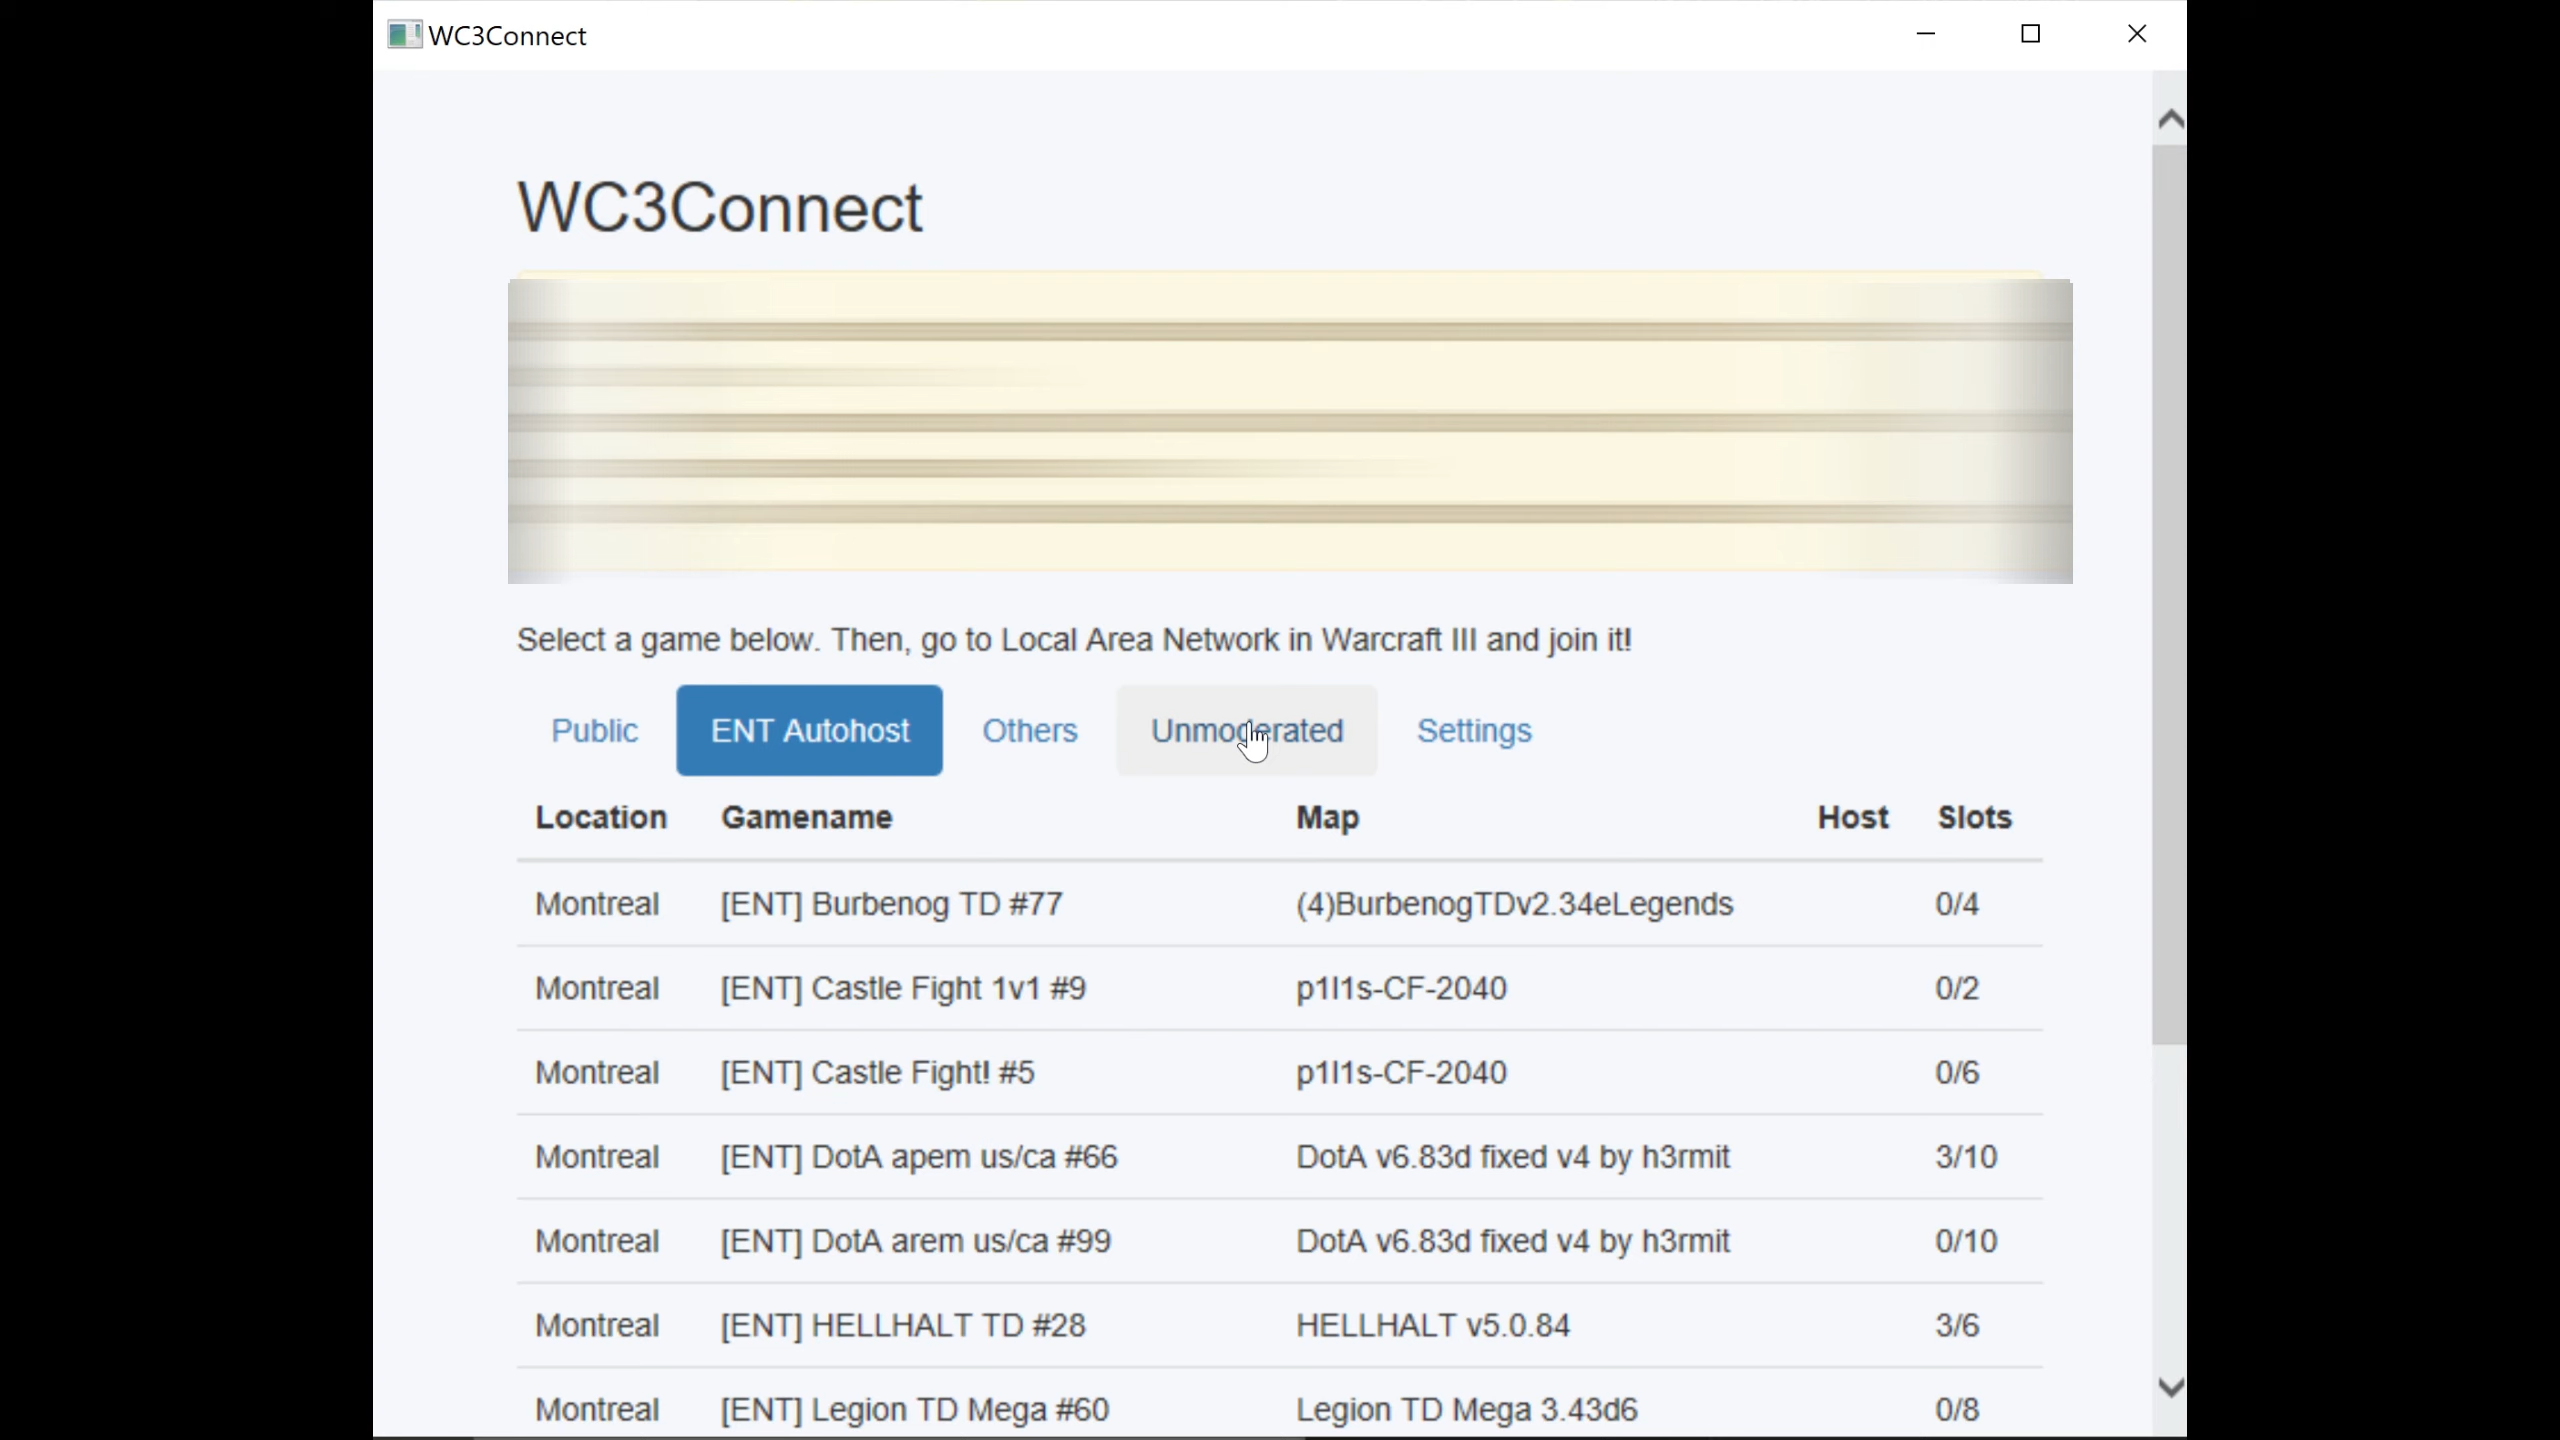 WC3Connect
WC3Connect
Select a game below. Then, go to Local Area Network in Warcraft III and join it!
Public ENT Autohost Others Unmoderated Settings
Location Gamename Map Host Slots
Montreal [ENT] Burbenog TD #77 (4)BurbenogTDv2.34eLegends 0/4
Montreal [ENT] Castle Fight 1v1 #9 p1l1s-CF-2040 0/2
Montreal [ENT] Castle Fight! #5 p1l1s-CF-2040 0/6
Montreal [ENT] DotA apem us/ca #66 DotA v6.83d fixed v4 by h3rmit 3/10
Montreal [ENT] DotA arem us/ca #99 DotA v6.83d fixed v4 by h3rmit 0/10
Montreal [ENT] HELLHALT TD #28 HELLHALT v5.0.84 3/6
Montreal [ENT] Legion TD Mega #60 Legion TD Mega 3.43d6 0/8